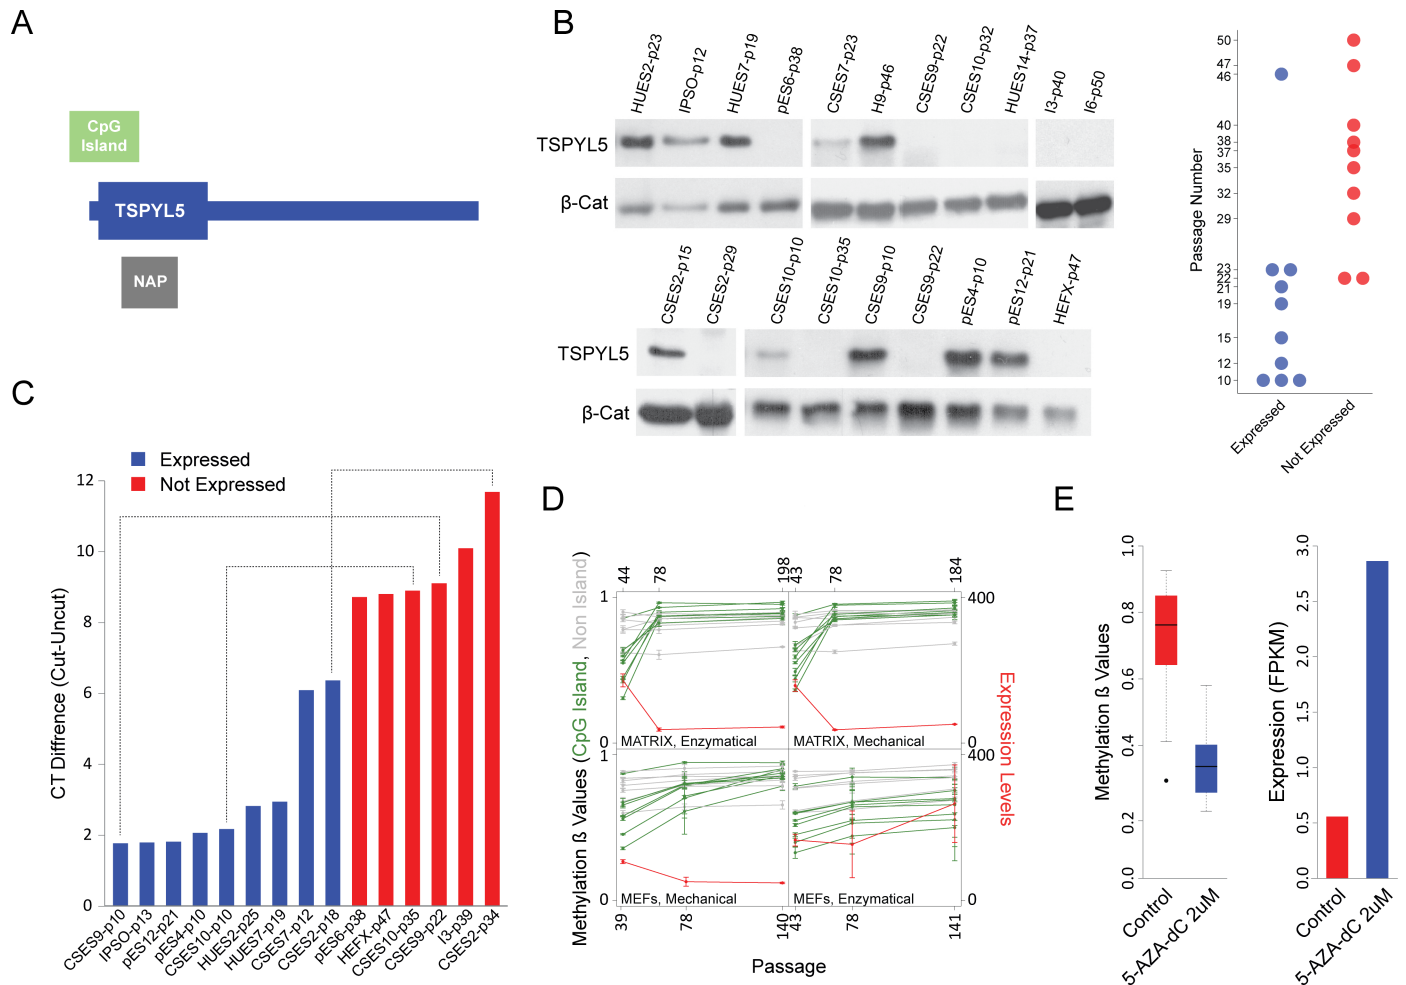 A
CpG
Island
TSPYL5
NAP
B
HUES2-p23
IPSO-p12
HUES7-p19
pES6-p38
CSES7-p23
H9-p46
CSES9-p22
CSES10-p32
HUES14-p37
I3-p40
I6-p50
TSPYL5
β-Cat
CSES2-p15
CSES2-p29
CSES10-p10
CSES10-p35
CSES9-p10
CSES9-p22
pES4-p10
pES12-p21
HEFX-p47
TSPYL5
β-Cat
Passage Number
50
47
46
40
38
37
35
32
29
23
22
21
19
15
12
10
Expressed
Not Expressed
C
Expressed
Not Expressed
CT Diffrence (Cut-Uncut)
12
10
8
6
4
2
0
CSES9-p10
IPSO-p13
pES12-p21
pES4-p10
CSES10-p10
HUES2-p25
HUES7-p19
CSES7-p12
CSES2-p18
pES6-p38
HEFX-p47
CSES10-p35
CSES9-p22
I3-p39
CSES2-p34
D
Methylation ß Values (CpG Island, Non Island)
44
78
198
43
78
184
1
400
MATRIX, Enzymatical
MATRIX, Mechanical
0
0
1
400
MEFs, Mechanical
MEFs, Enzymatical
0
0
39
78
140
43
78
141
Expression Levels
Passage
E
Methylation ß Values
1.0
0.8
0.6
0.4
0.2
0.0
Control
5-AZA-dC 2uM
Expression (FPKM)
3.0
2.5
2.0
1.5
1.0
0.5
0.0
Control
5-AZA-dC 2uM